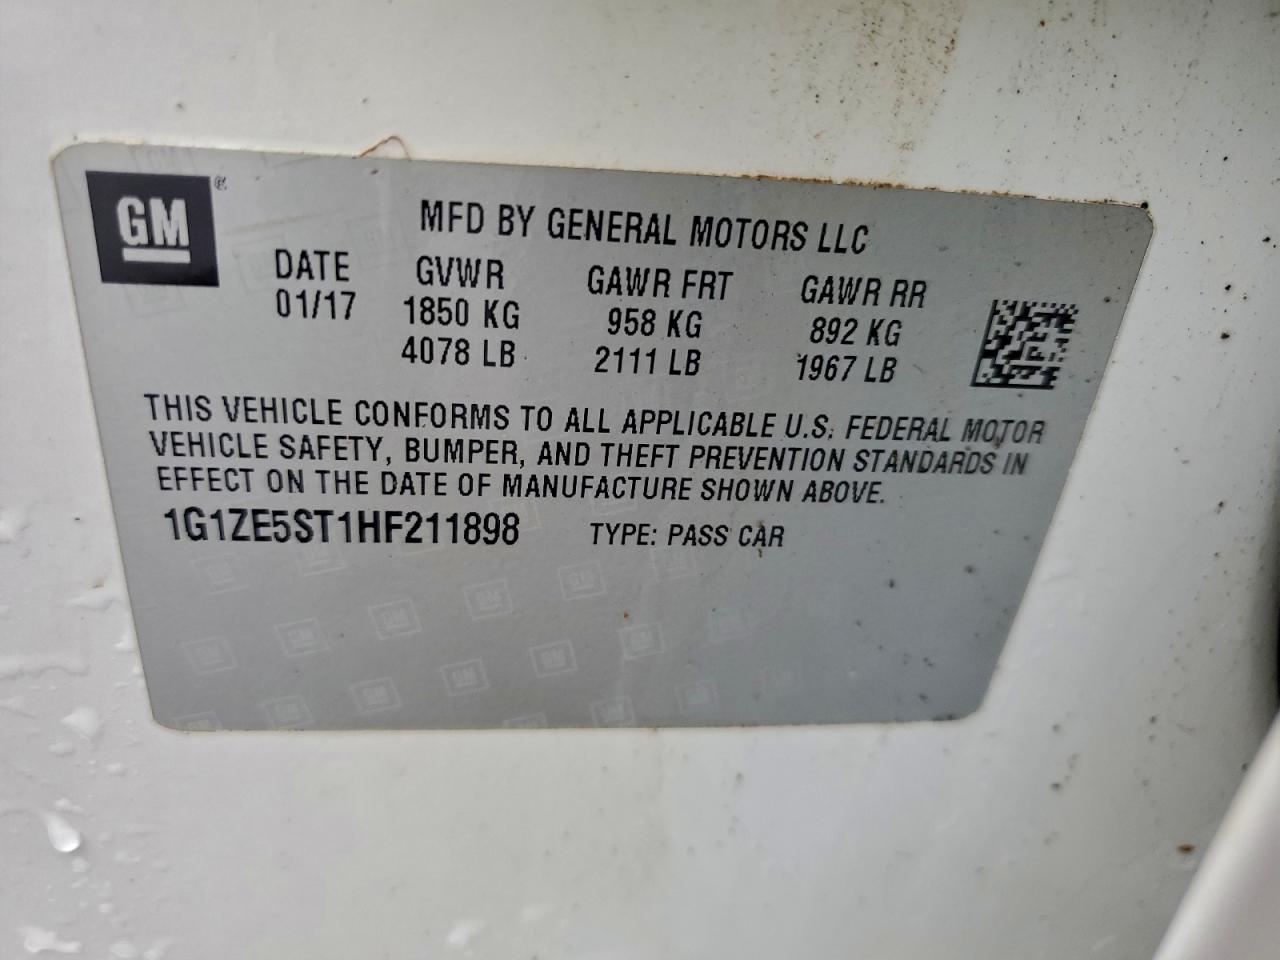 GM®
MFD BY GENERAL MOTORS LLC
DATE GVWR GAWR FRT GAWR RR
01/17 1850 KG 958 KG 892 KG
4078 LB 2111 LB 1967 LB
THIS VEHICLE CONFORMS TO ALL APPLICABLE U.S. FEDERAL MOTOR
VEHICLE SAFETY, BUMPER, AND THEFT PREVENTION STANDARDS IN
EFFECT ON THE DATE OF MANUFACTURE SHOWN ABOVE.
1G1ZE5ST1HF211898 TYPE: PASS CAR